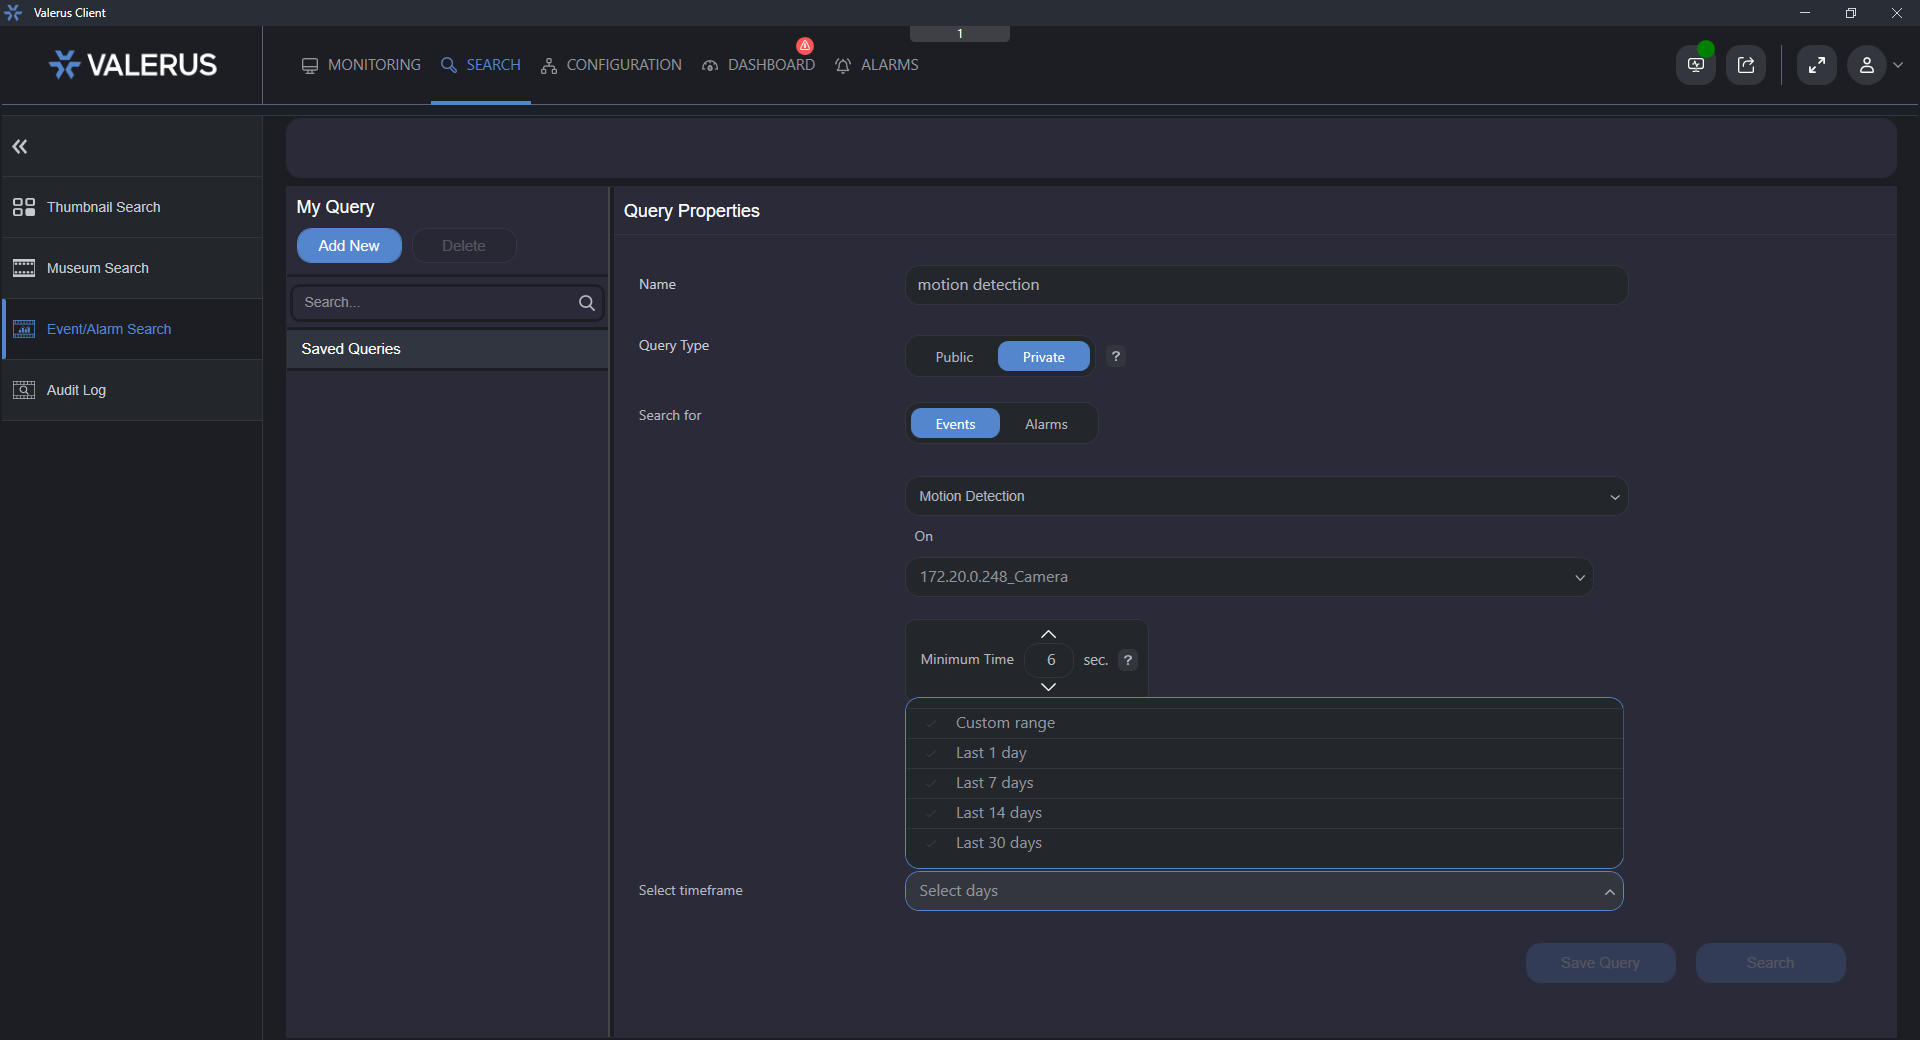 Valerus Client
1
VALERUS
MONITORING
SEARCH
CONFIGURATION
DASHBOARD
ALARMS
Thumbnail Search
Museum Search
Event/Alarm Search
Audit Log
My Query
Add New
Delete
Search...
Saved Queries
Query Properties
Name
motion detection
Query Type
Public
Private
?
Search for
Events
Alarms
Motion Detection
On
172.20.0.248_Camera
Minimum Time
6
sec.
?
Custom range
Last 1 day
Last 7 days
Last 14 days
Last 30 days
Select timeframe
Select days
Save Query
Search